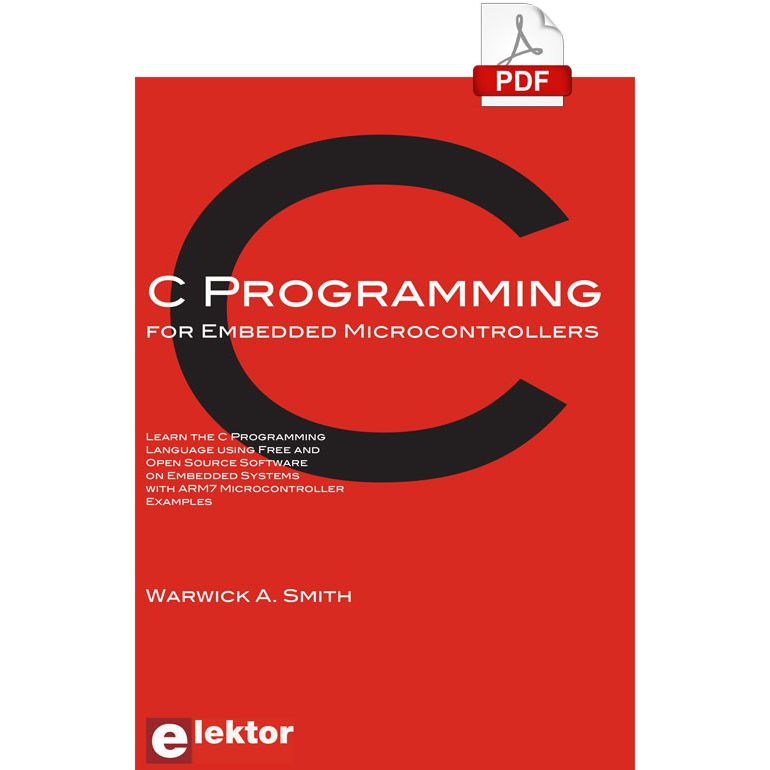 PDF
C PROGRAMMING
FOR EMBEDDED MICROCONTROLLERS
LEARN THE C PROGRAMMING
LANGUAGE USING FREE AND
OPEN SOURCE SOFTWARE
ON EMBEDDED SYSTEMS
WITH ARM7 MICROCONTROLLER
EXAMPLES
WARWICK A. SMITH
elektor